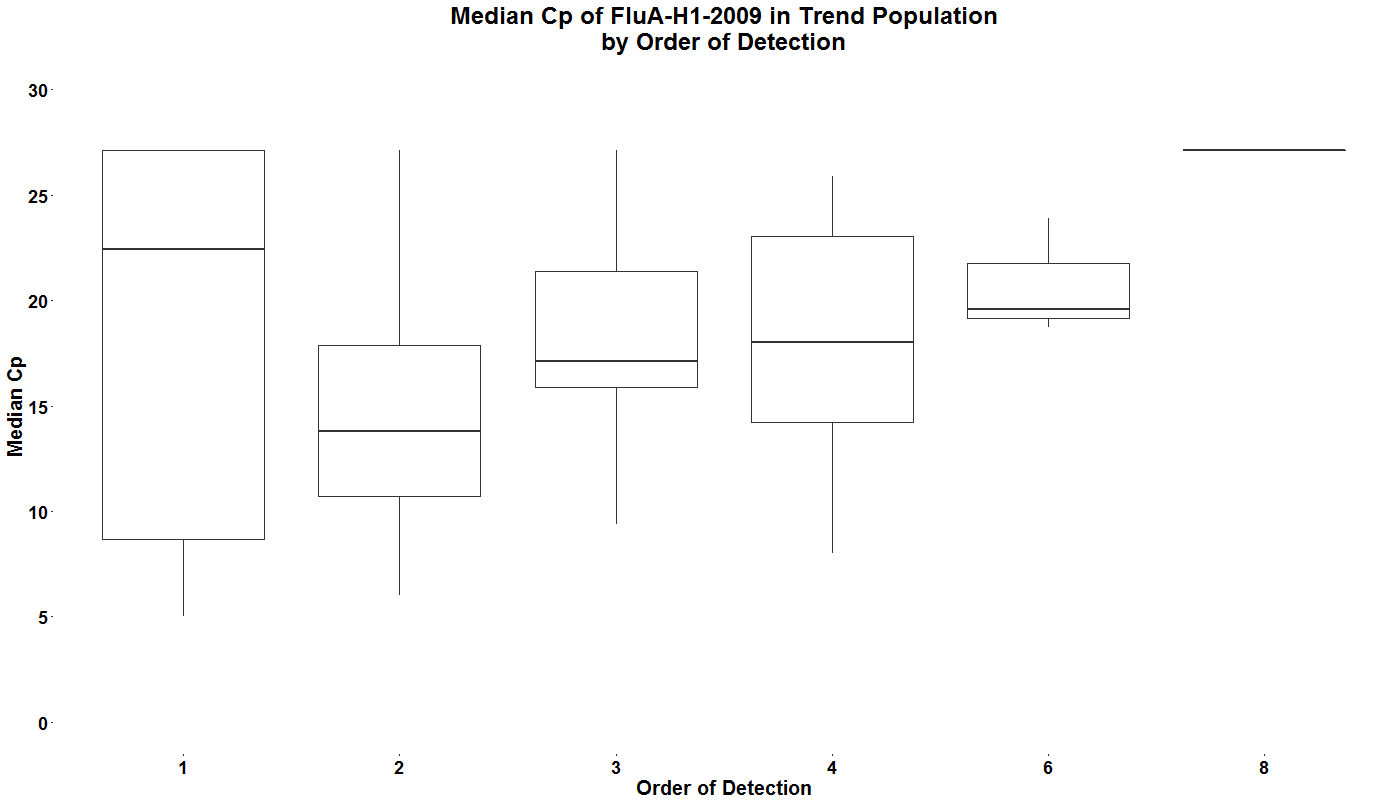 Median Cp of FluA-H1-2009 in Trend Population
by Order of Detection
30
25
20
15
10
5
0
Median Cp
1 2 3 4 6 8
Order of Detection